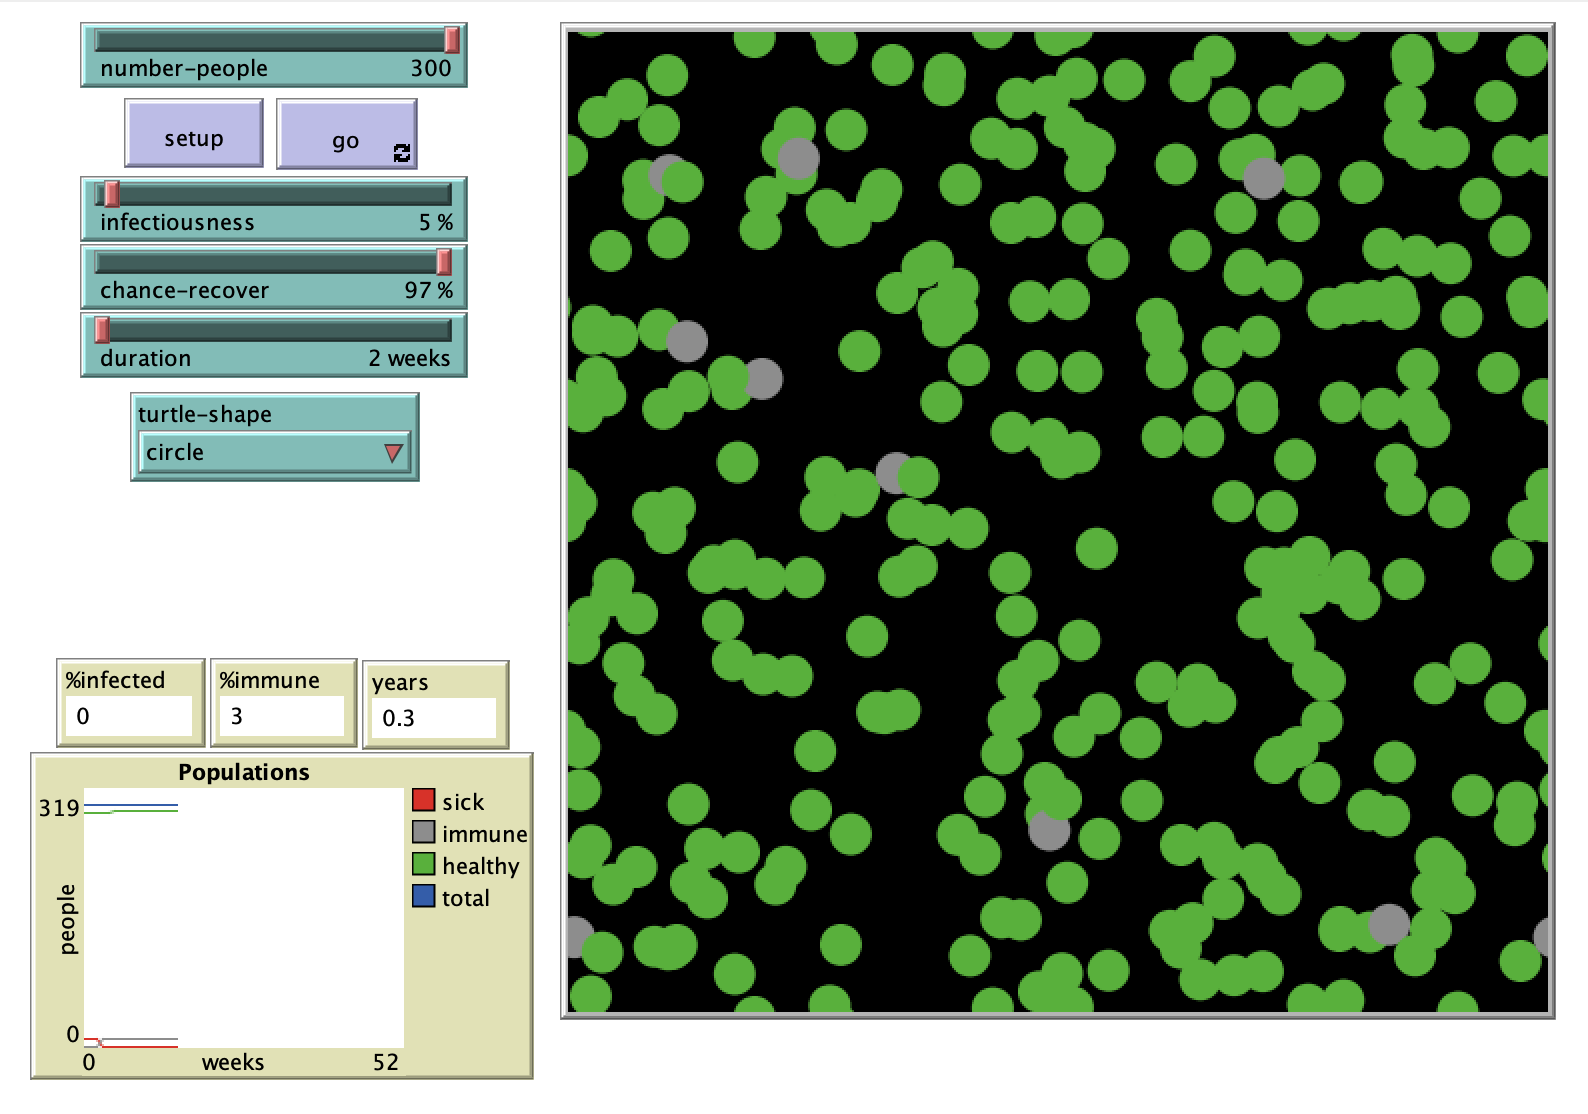 number-people 300
setup go
infectiousness 5 %
chance-recover 97 %
duration 2 weeks
turtle-shape
circle
%infected %immune years
0 3 0.3
Populations
319
people
0
0 weeks 52
sick
immune
healthy
total